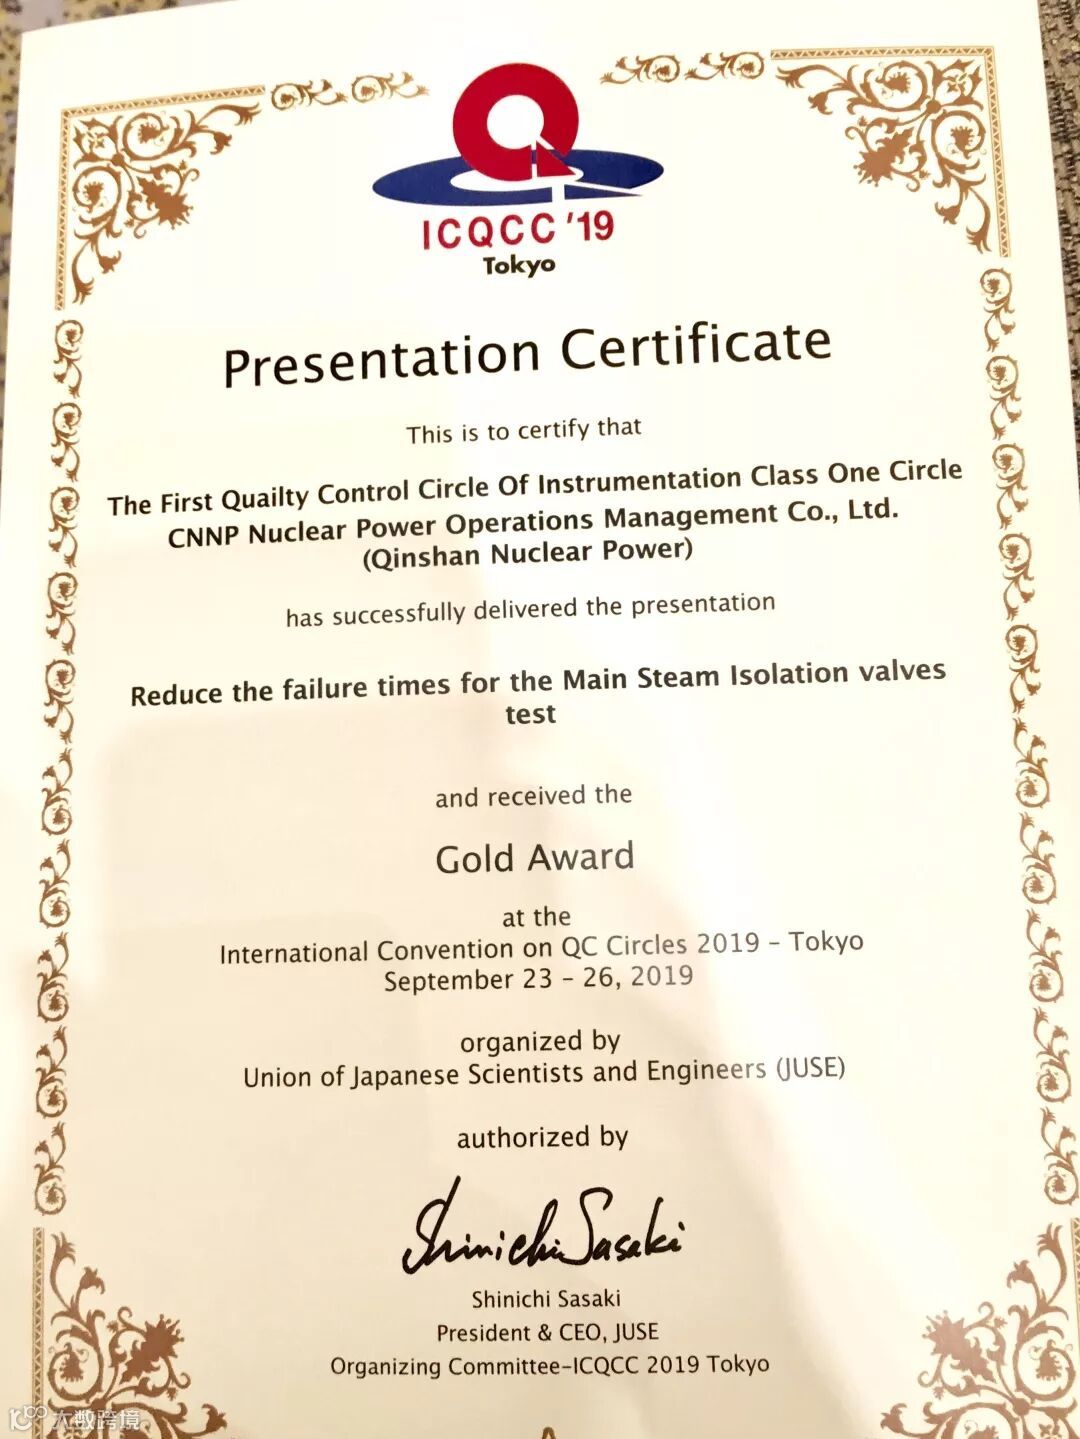 ICQCC '19
Tokyo
Presentation Certificate
This is to certify that
The First Quailty Control Circle Of Instrumentation Class One Circle
CNNP Nuclear Power Operations Management Co., Ltd.
(Qinshan Nuclear Power)
has successfully delivered the presentation
Reduce the failure times for the Main Steam Isolation valves
test
and received the
Gold Award
at the
International Convention on QC Circles 2019 – Tokyo
September 23 – 26, 2019
organized by
Union of Japanese Scientists and Engineers (JUSE)
authorized by
Shinichi Sasaki
Shinichi Sasaki
President & CEO, JUSE
Organizing Committee–ICQCC 2019 Tokyo
大数跨境